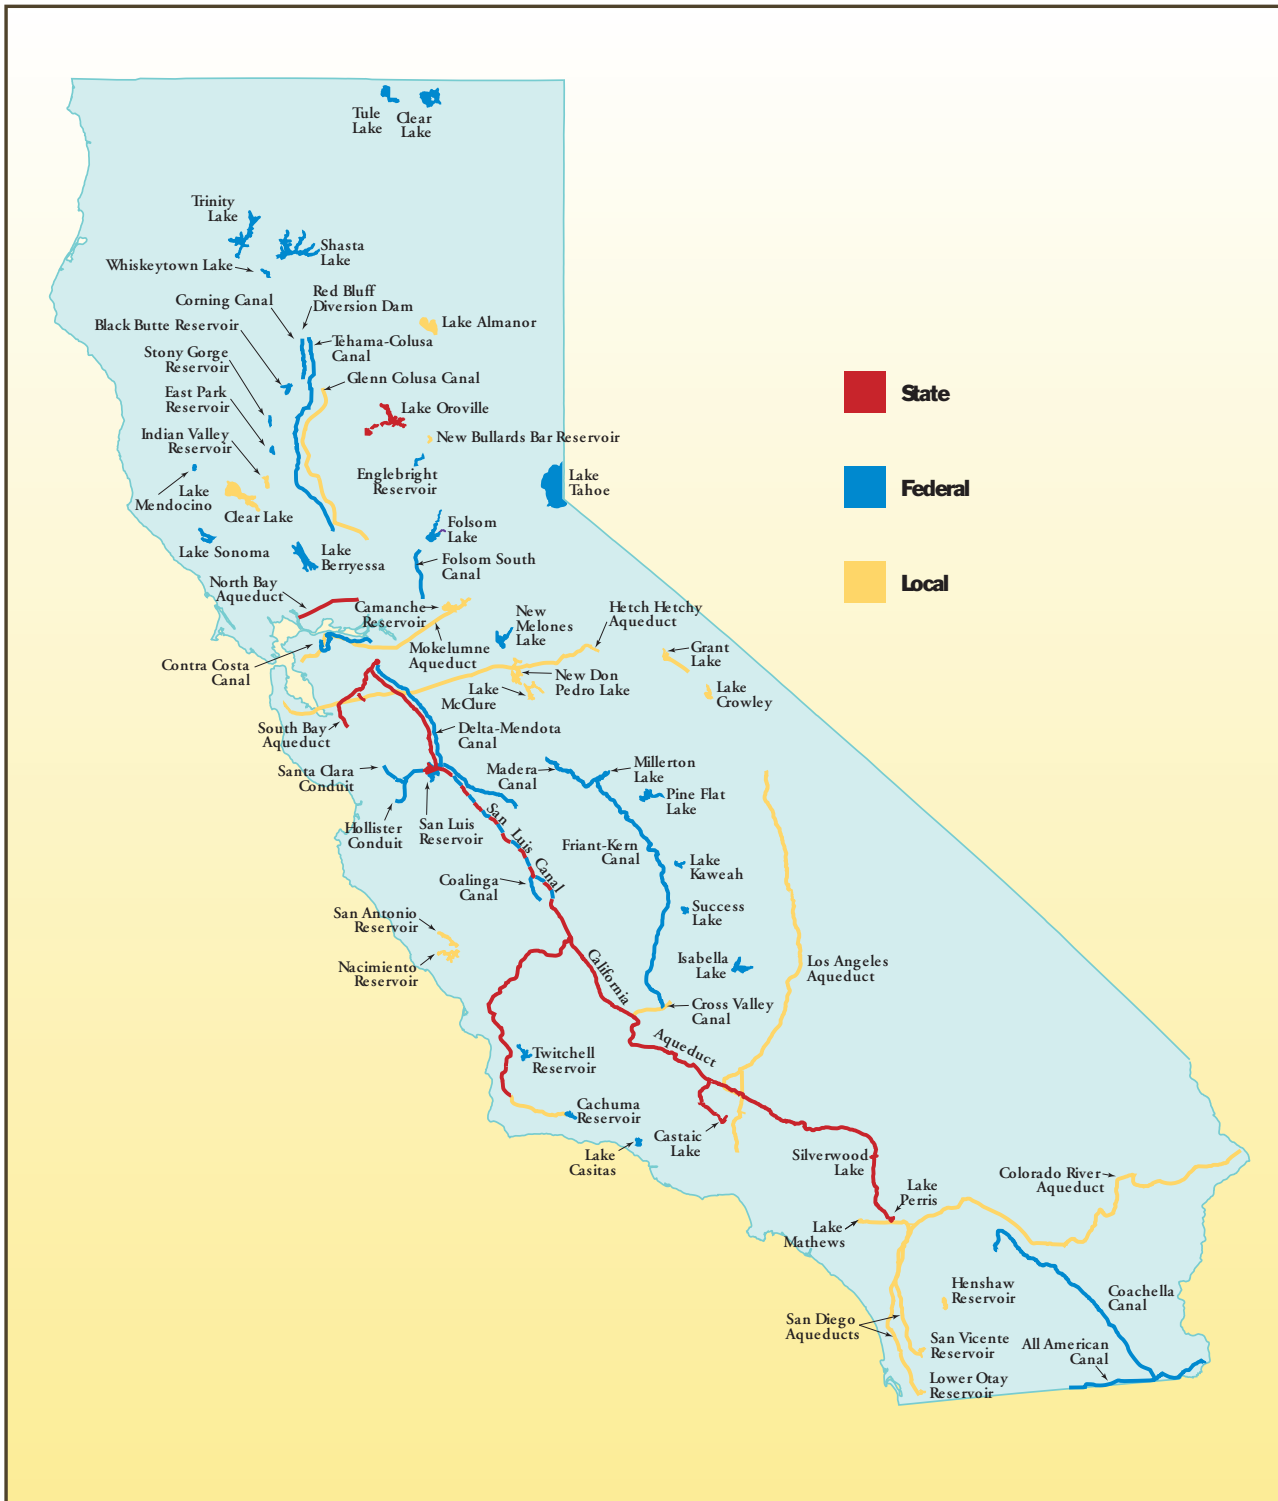 Tule
Lake
Clear
Lake
Trinity
Lake
Shasta
Lake
Whiskeytown Lake
Red Bluff
Diversion Dam
Corning Canal
Black Butte Reservoir
Lake Almanor
Tehama-Colusa
Canal
Stony Gorge
Reservoir
Glenn Colusa Canal
East Park
Reservoir
Lake Oroville
Indian Valley
Reservoir
New Bullards Bar Reservoir
Englebright
Reservoir
Lake
Tahoe
Lake
Mendocino
Clear Lake
Folsom
Lake
Lake Sonoma
Lake
Berryessa
Folsom South
Canal
North Bay
Aqueduct
Camanche
Reservoir
New
Melones
Lake
Hetch Hetchy
Aqueduct
Mokelumne
Aqueduct
Grant
Lake
Contra Costa
Canal
New Don
Pedro Lake
Lake
McClure
Lake
Crowley
South Bay
Aqueduct
Delta-Mendota
Canal
Santa Clara
Conduit
Madera
Canal
Millerton
Lake
Pine Flat
Lake
Hollister
Conduit
San Luis
Reservoir
San Luis Canal
Friant-Kern
Canal
Lake
Kaweah
Coalinga
Canal
San Antonio
Reservoir
Success
Lake
Nacimiento
Reservoir
Isabella
Lake
Los Angeles
Aqueduct
California
Aqueduct
Cross Valley
Canal
Twitchell
Reservoir
Cachuma
Reservoir
Castaic
Lake
Lake
Casitas
Silverwood
Lake
Lake
Perris
Colorado River
Aqueduct
Lake
Mathews
Henshaw
Reservoir
Coachella
Canal
San Diego
Aqueducts
San Vicente
Reservoir
All American
Canal
Lower Otay
Reservoir
State
Federal
Local